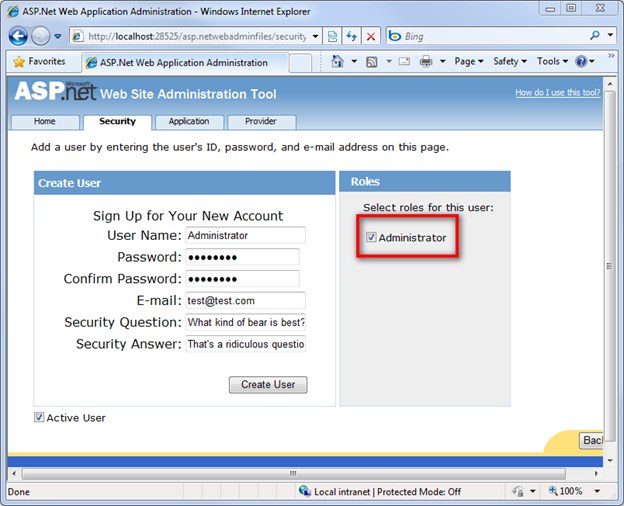 ASP.Net Web Application Administration - Windows Internet Explorer
http://localhost:28525/asp.netwebadminfiles/security
Bing
Favorites
ASP.Net Web Application Administration
Page
Safety
Tools
Microsoft
ASP.net Web Site Administration Tool
How do I use this tool?
Home
Security
Application
Provider
Add a user by entering the user's ID, password, and e-mail address on this page.
Create User
Sign Up for Your New Account
User Name: Administrator
Password: ●●●●●●●●
Confirm Password: ●●●●●●●●
E-mail: test@test.com
Security Question: What kind of bear is best?
Security Answer: That's a ridiculous questio
Create User
Active User
Roles
Select roles for this user:
Administrator
Back
Done
Local intranet | Protected Mode: Off
100%